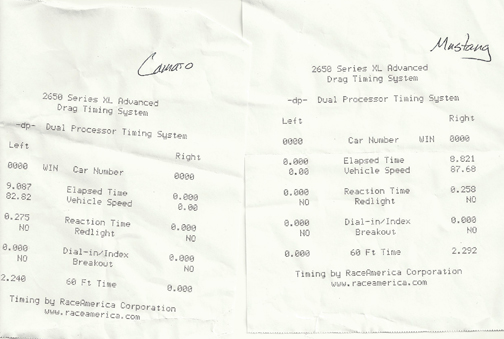 Camaro
2650 Series XL Advanced
Drag Timing System
-dp- Dual Processor Timing System
Left
Right
0000 WIN Car Number 0000
9.087 Elapsed Time 0.000
82.82 Vehicle Speed 0.00
0.275 Reaction Time 0.000
NO Redlight NO
0.000 Dial-in/Index 0.000
NO Breakout NO
2.240 60 Ft Time 0.000
Timing by RaceAmerica Corporation
www.raceamerica.com
Mustang
2650 Series XL Advanced
Drag Timing System
-dp- Dual Processor Timing System
Left Right
0000 Car Number WIN 0000
0.000 Elapsed Time 8.821
0.00 Vehicle Speed 87.68
0.000 Reaction Time 0.258
NO Redlight NO
0.000 Dial-in/Index 0.000
NO Breakout NO
0.000 60 Ft Time 2.292
Timing by RaceAmerica Corporation
www.raceamerica.com